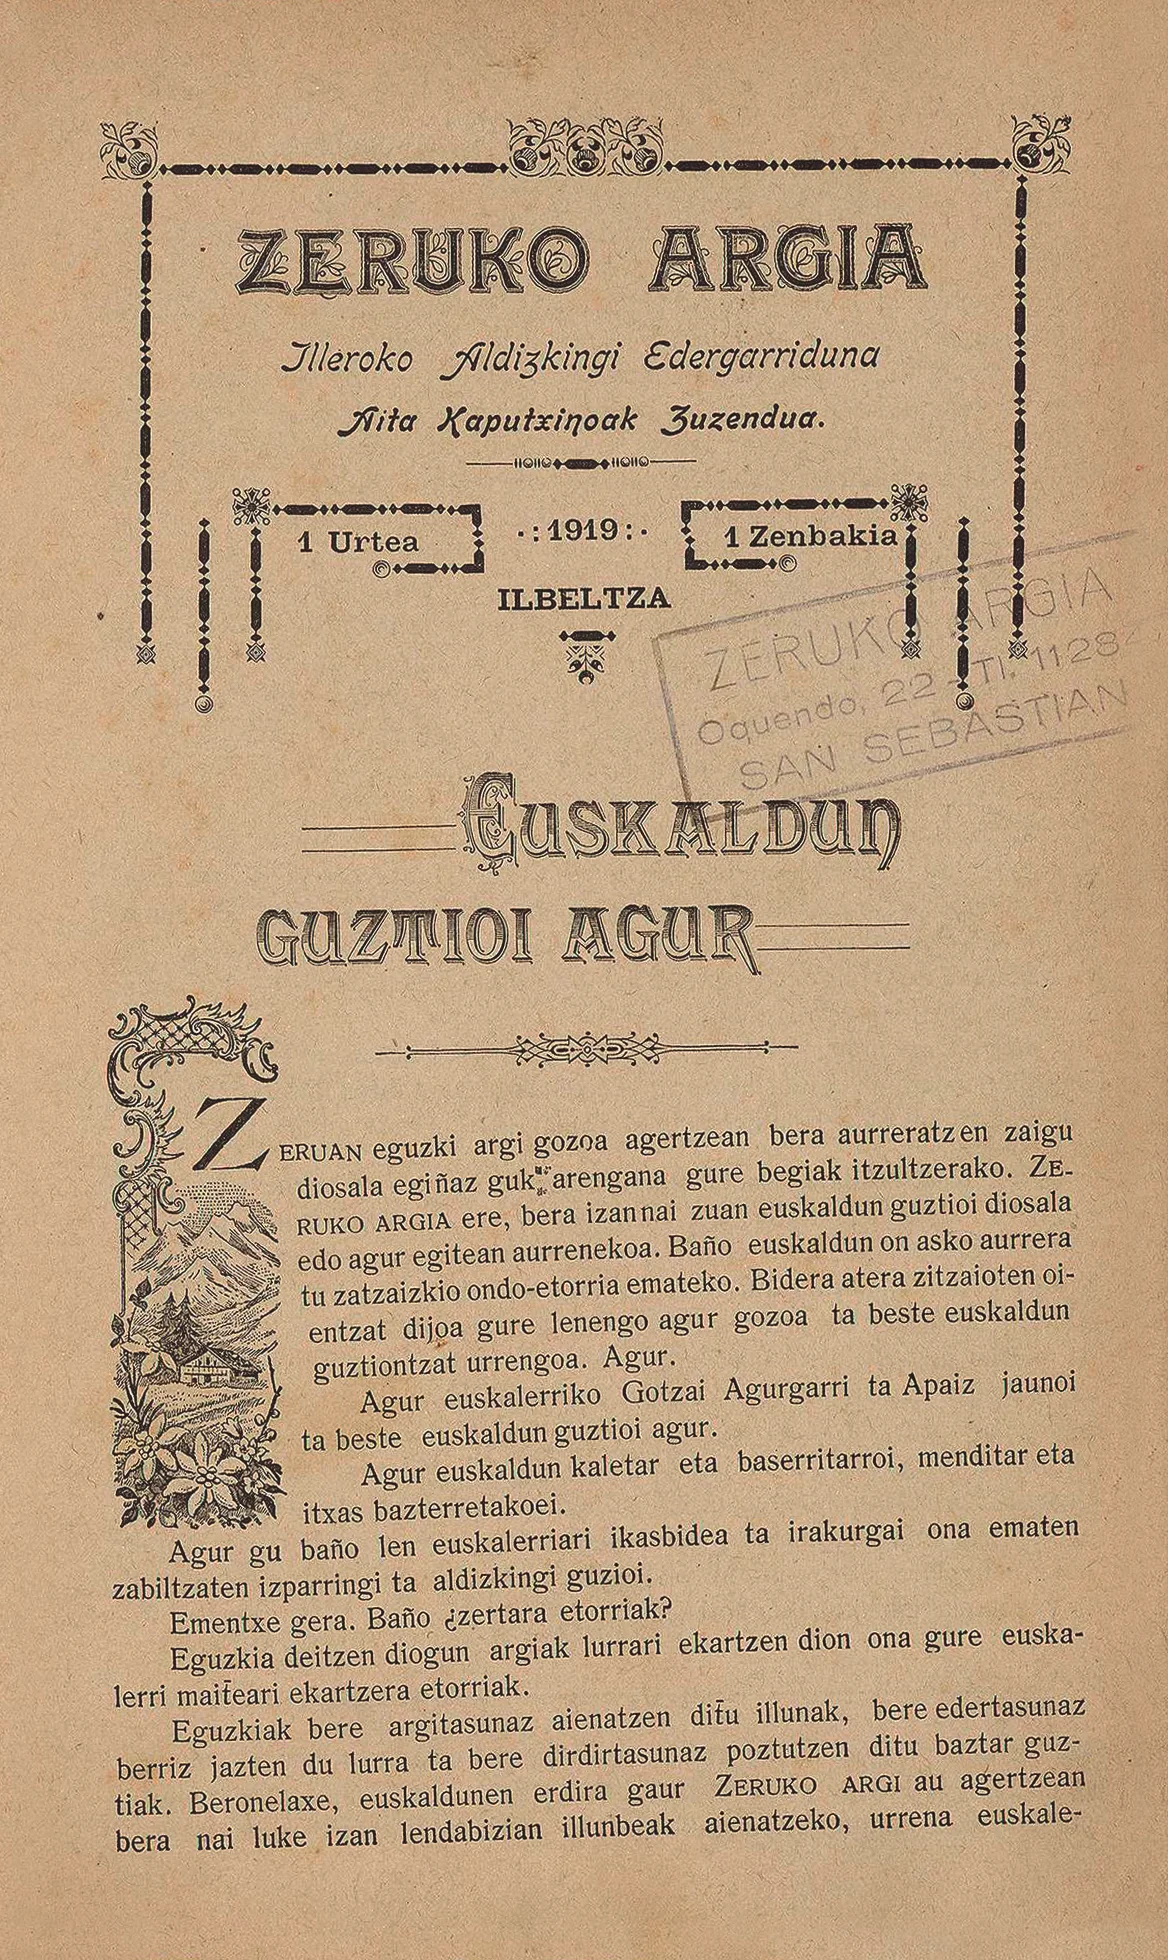 ZERUKO ARGIA
Illeroko Aldizkingi Edergarriduna
Aita Kaputxinoak Zuzendua.
1 Urtea
·:1919:·
1 Zenbakia
ILBELTZA
ZERUKO ARGIA
Oquendo, 22 - Tl. 1128
SAN SEBASTIAN
EUSKALDUN
GUZTIOI AGUR
ZERUAN eguzki argi gozoa agertzean bera aurreratzen zaigu
diosala egiñaz guk arengana gure begiak itzultzerako. ZE-
RUKO ARGIA ere, bera izan nai zuan euskaldun guztioi diosala
edo agur egitean aurrenekoa. Baño euskaldun on asko aurrera
tu zatzaizkio ondo-etorria emateko. Bidera atera zitzaioten oi-
entzat dijoa gure lenengo agur gozoa ta beste euskaldun
guztiontzat urrengoa. Agur.
Agur euskalerriko Gotzai Agurgarri ta Apaiz jaunoi
ta beste euskaldun guztioi agur.
Agur euskaldun kaletar eta baserritarroi, menditar eta
itxas bazterretakoei.
Agur gu baño len euskalerriari ikasbidea ta irakurgai ona ematen
zabiltzaten izparringi ta aldizkingi guzioi.
Ementxe gera. Baño ¿zertara etorriak?
Eguzkia deitzen diogun argiak lurrari ekartzen dion ona gure euska-
lerri maiťeari ekartzera etorriak.
Eguzkiak bere argitasunaz aienatzen diťu illunak, bere edertasunaz
berriz jazten du lurra ta bere dirdirtasunaz poztutzen ditu baztar guz-
tiak. Beronelaxe, euskaldunen erdira gaur ZERUKO ARGI au agertzean
bera nai luke izan lendabizian illunbeak aienatzeko, urrena euskale-